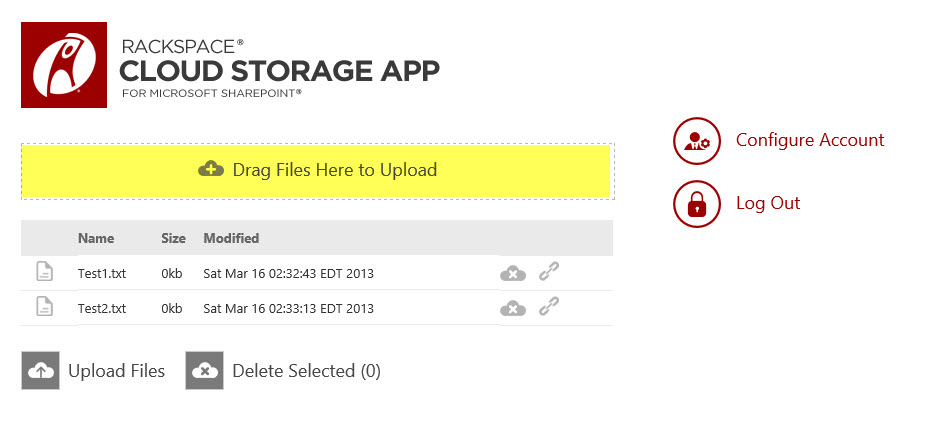 RACKSPACE®
CLOUD STORAGE APP
FOR MICROSOFT SHAREPOINT®
Configure Account
Drag Files Here to Upload
Log Out
Name Size Modified
Test1.txt 0kb Sat Mar 16 02:32:43 EDT 2013
Test2.txt 0kb Sat Mar 16 02:33:13 EDT 2013
Upload Files Delete Selected (0)